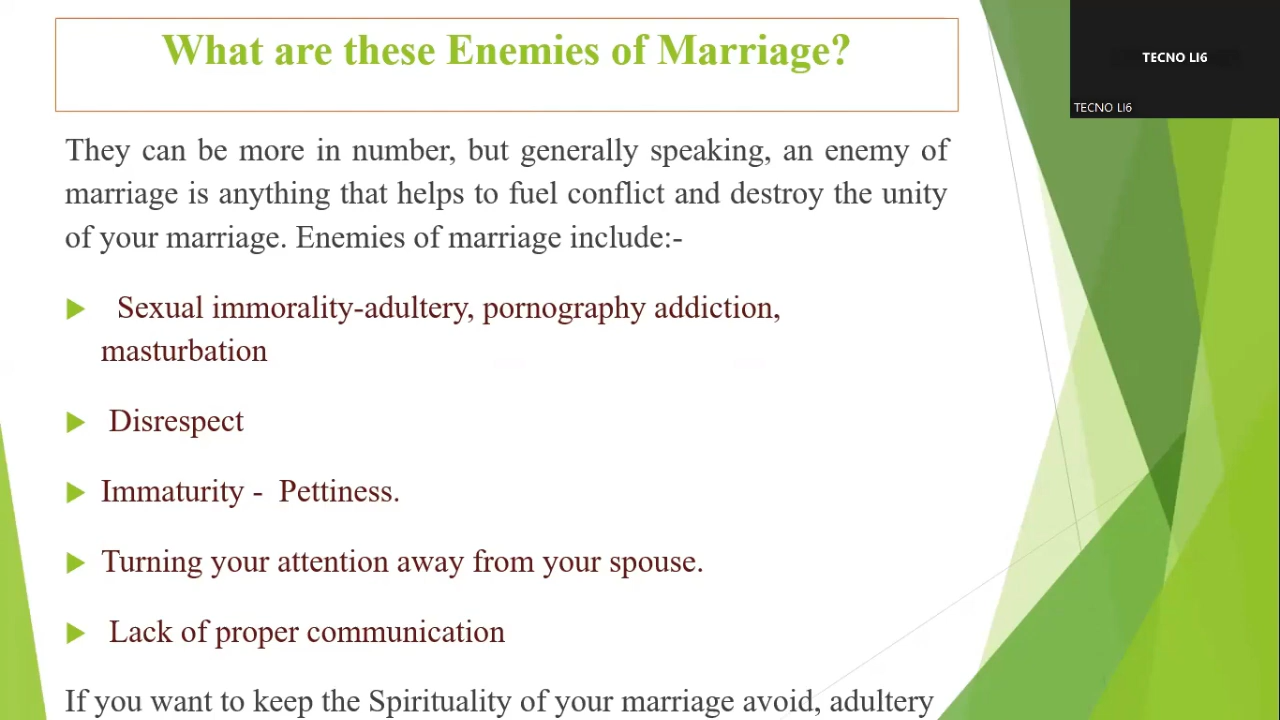 What are these Enemies of Marriage?
TECNO LI6
TECNO LI6
They can be more in number, but generally speaking, an enemy of
marriage is anything that helps to fuel conflict and destroy the unity
of your marriage. Enemies of marriage include:-
Sexual immorality-adultery, pornography addiction,
masturbation
Disrespect
Immaturity - Pettiness.
Turning your attention away from your spouse.
Lack of proper communication
If you want to keep the Spirituality of your marriage avoid, adultery